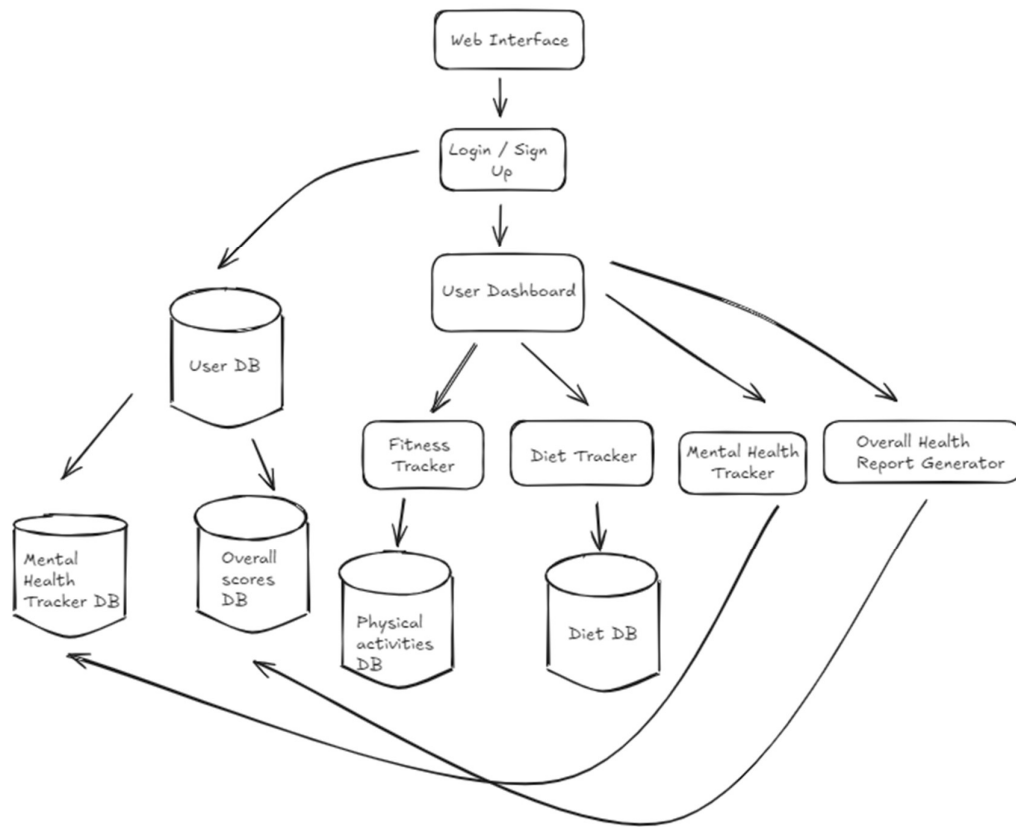 Web Interface
Login / Sign
Up
User Dashboard
User DB
Fitness
Tracker
Diet Tracker
Mental Health
Tracker
Overall Health
Report Generator
Mental
Health
Tracker DB
Overall
scores
DB
Physical
activities
DB
Diet DB